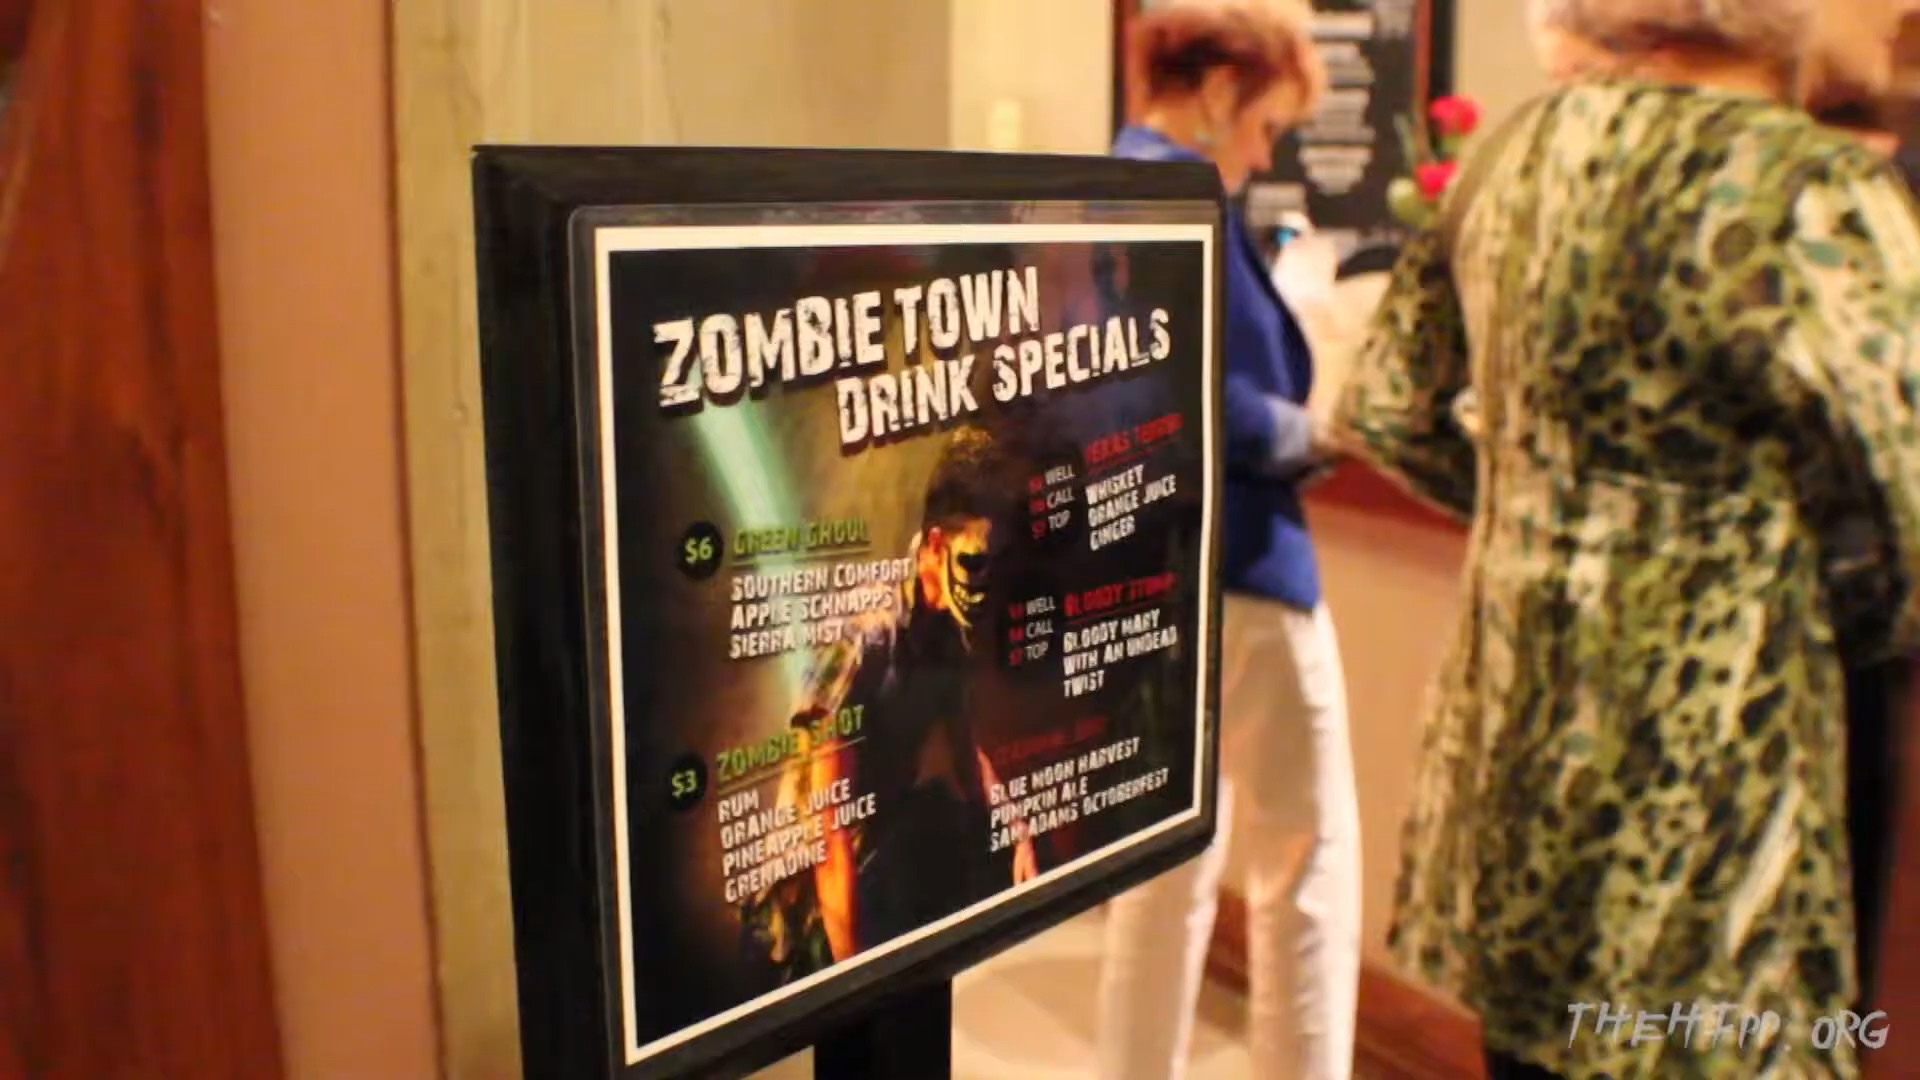 ZOMBIE TOWN
DRINK SPECIALS
$6 GREEN GHOUL
SOUTHERN COMFORT
APPLE SCHNAPPS
SIERRA MIST
$3 ZOMBIE SHOT
RUM
ORANGE JUICE
PINEAPPLE JUICE
GRENADINE
TEXAS
WELL
CALL
TOP
WHISKEY
ORANGE JUICE
GINGER
BLOODY
WELL
CALL
TOP
BLOODY MARY
WITH AN UNDEAD
TWIST
BLUE MOON HARVEST
PUMPKIN ALE
SAM ADAMS OCTOBERFEST
THEHIPP.ORG